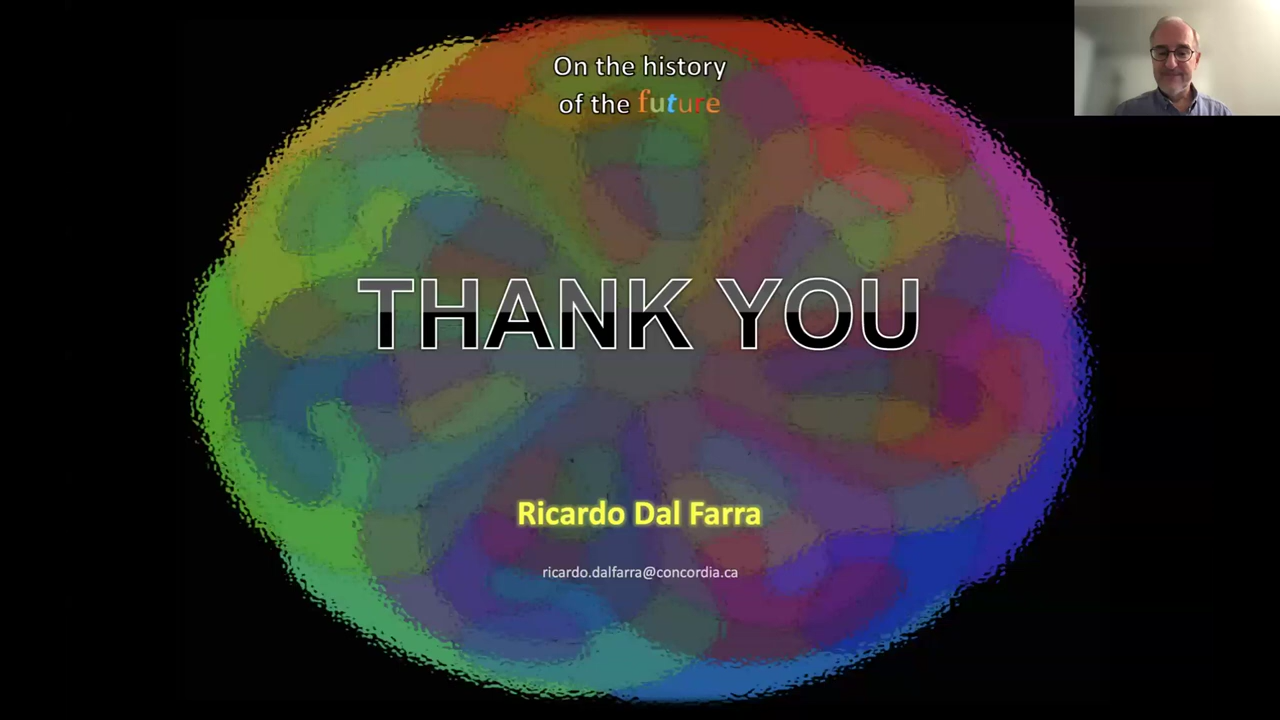 On the history
of the future
THANK YOU
Ricardo Dal Farra
ricardo.dalfarra@concordia.ca